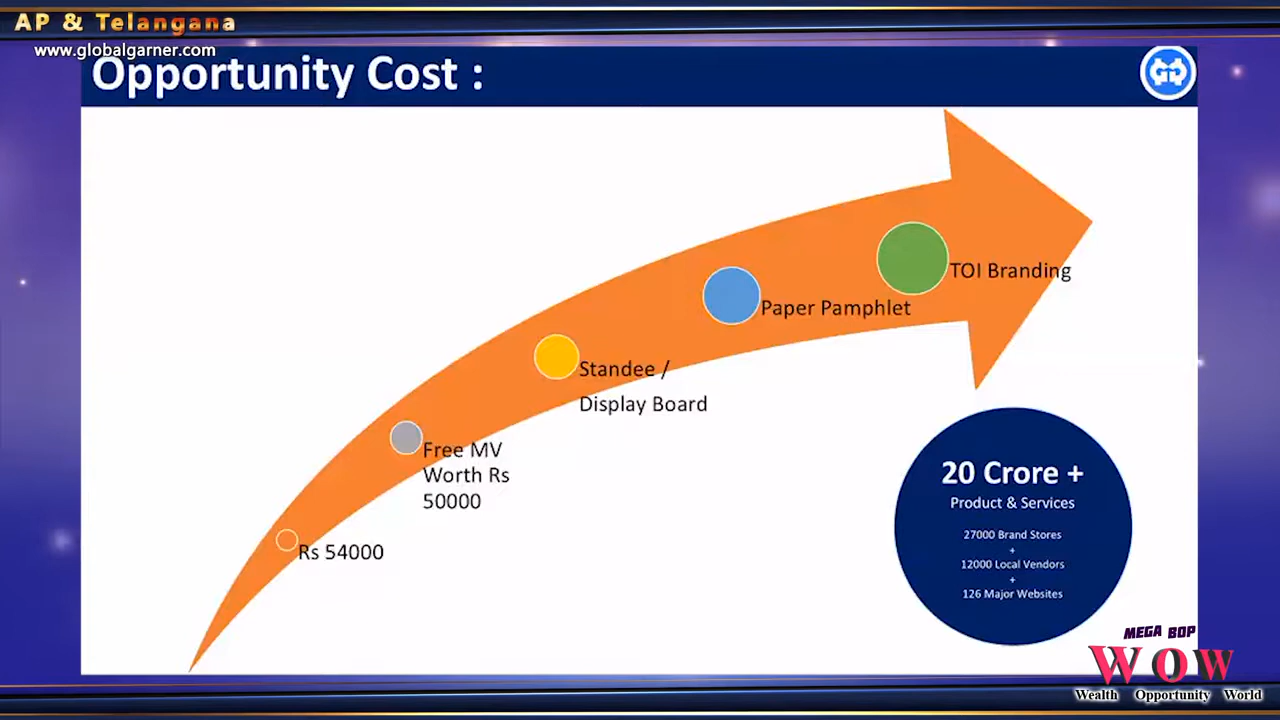 AP & Telangana
www.globalgarner.com
Opportunity Cost :
GG
TOI Branding
Paper Pamphlet
Standee /
Display Board
Free MV
Worth Rs
50000
Rs 54000
20 Crore +
Product & Services
27000 Brand Stores
+
12000 Local Vendors
+
126 Major Websites
MEGA BOP
WOW
Wealth Opportunity World